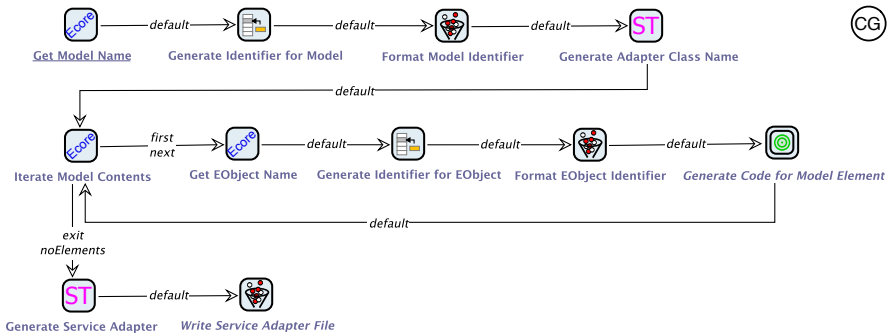 Ecore
default
default
default
ST
CG
Get Model Name
Generate Identifier for Model
Format Model Identifier
Generate Adapter Class Name
default
Ecore
first
next
Ecore
default
default
default
Iterate Model Contents
Get EObject Name
Generate Identifier for EObject
Format EObject Identifier
Generate Code for Model Element
default
exit
noElements
ST
default
Generate Service Adapter
Write Service Adapter File